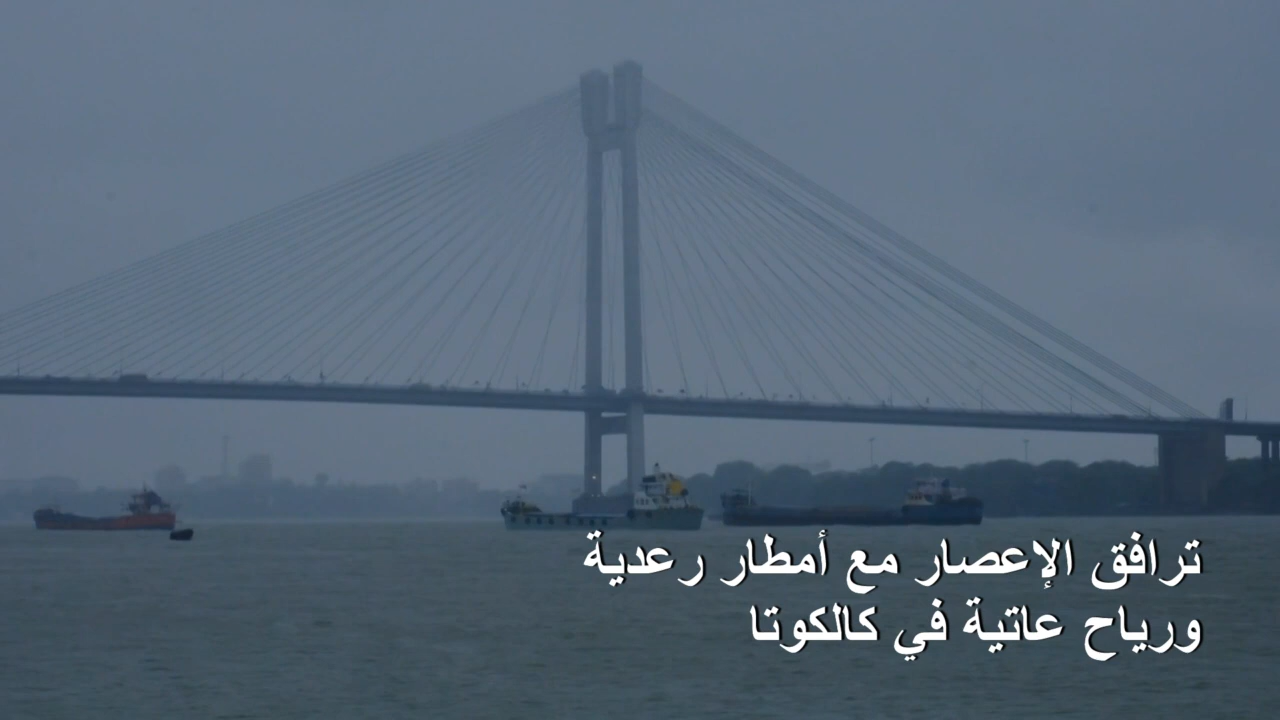 ترافق الإعصار مع أمطار رعدية
ورياح عاتية في كالكوتا